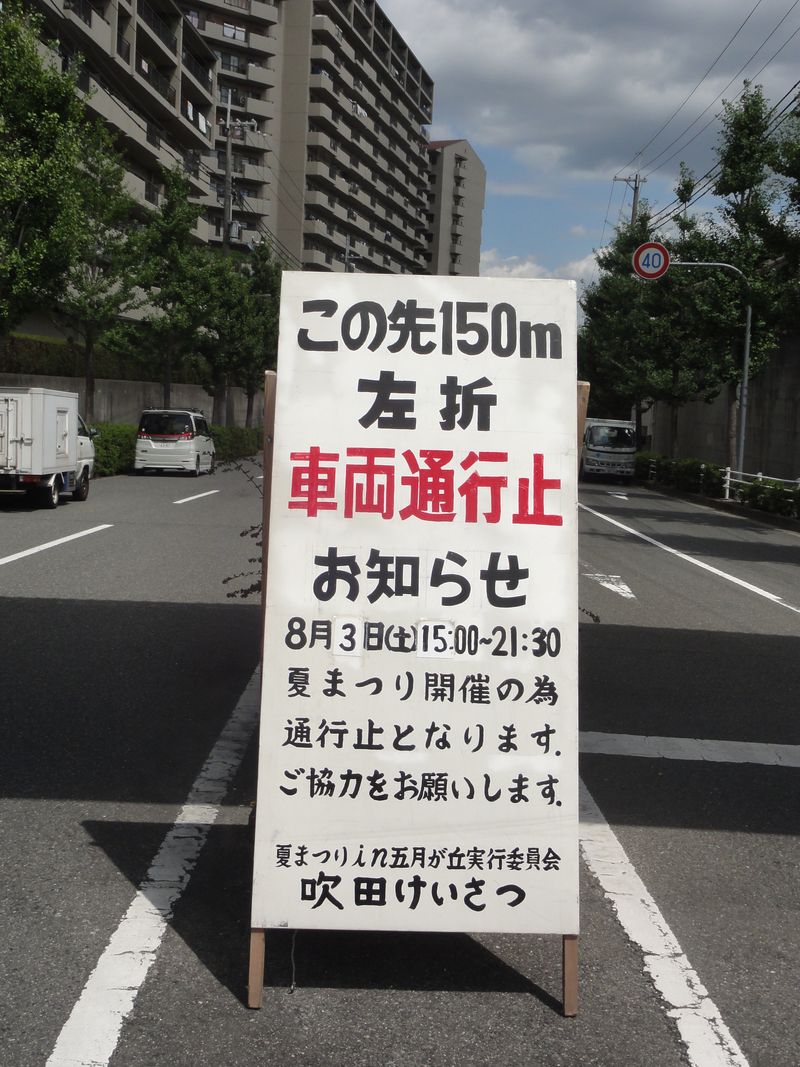 40
この先150m
左折
車両通行止
お知らせ
8月3日(土)15:00~21:30
夏まつり開催の為
通行止となります.
ご協力をお願いします.
夏まつりin五月が丘実行委員会
吹田けいさつ